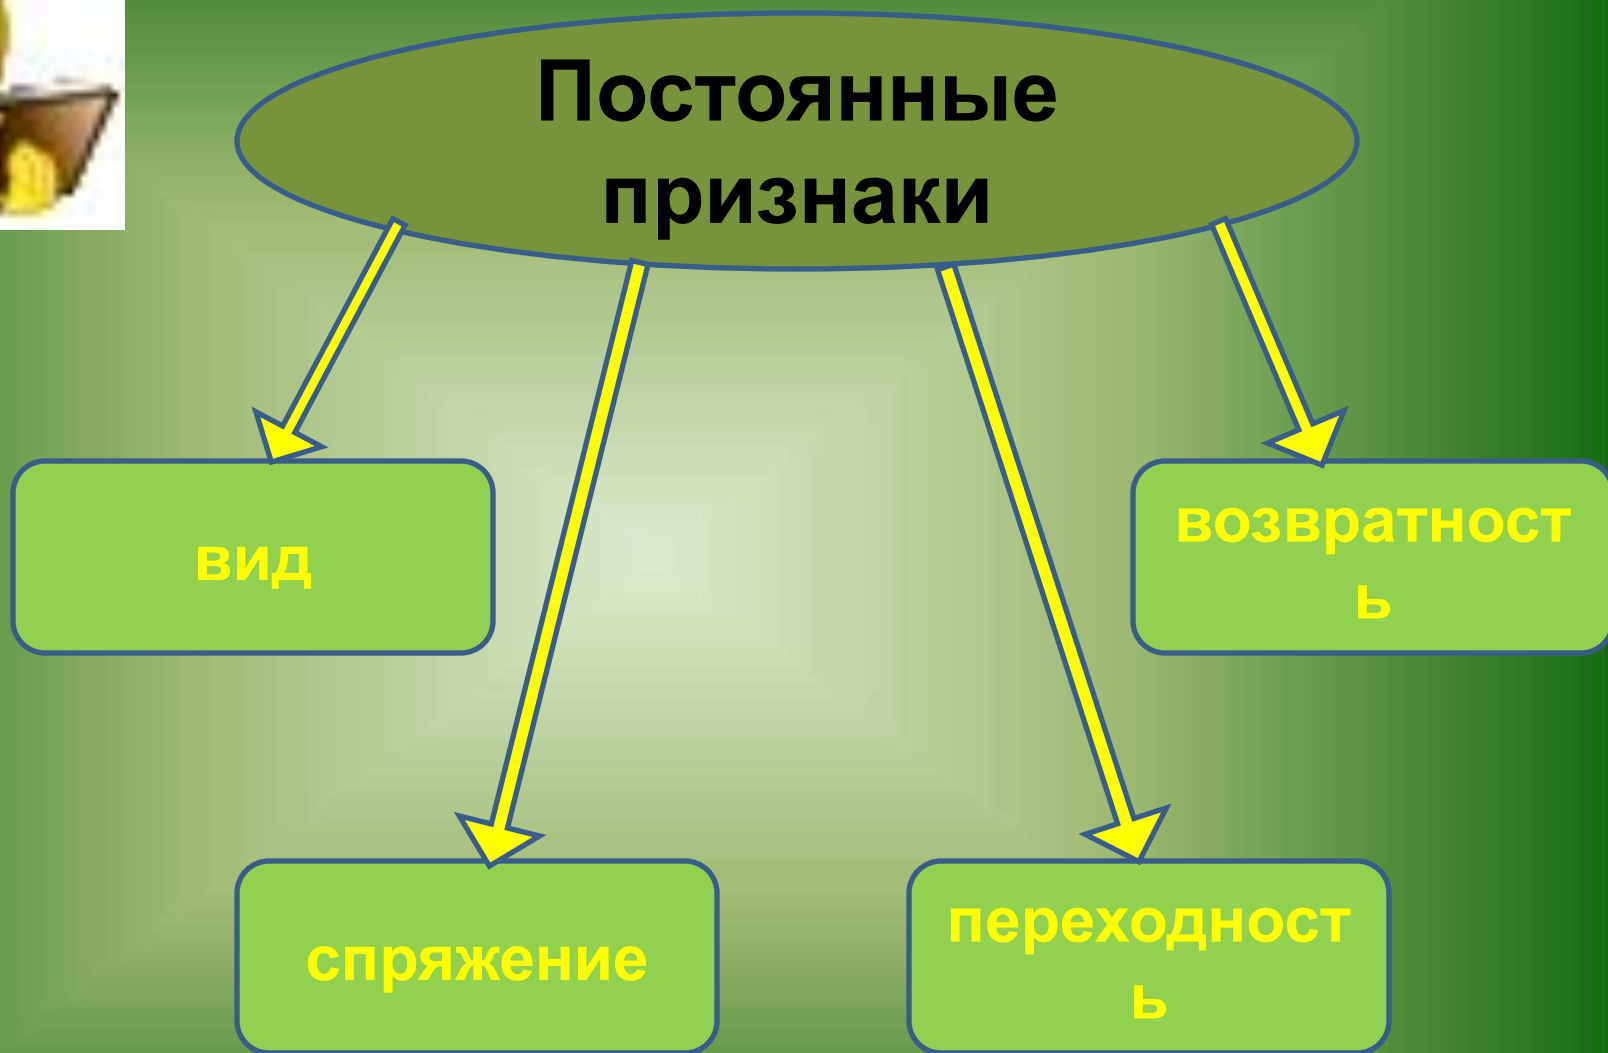 Постоянные
признаки
вид
возвратност
ь
спряжение
переходност
ь